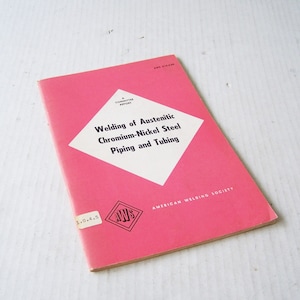 A
COMMITTEE
REPORT
Welding of Austenitic
Chromium-Nickel Steel
Piping and Tubing
AWS
AMERICAN WELDING SOCIETY